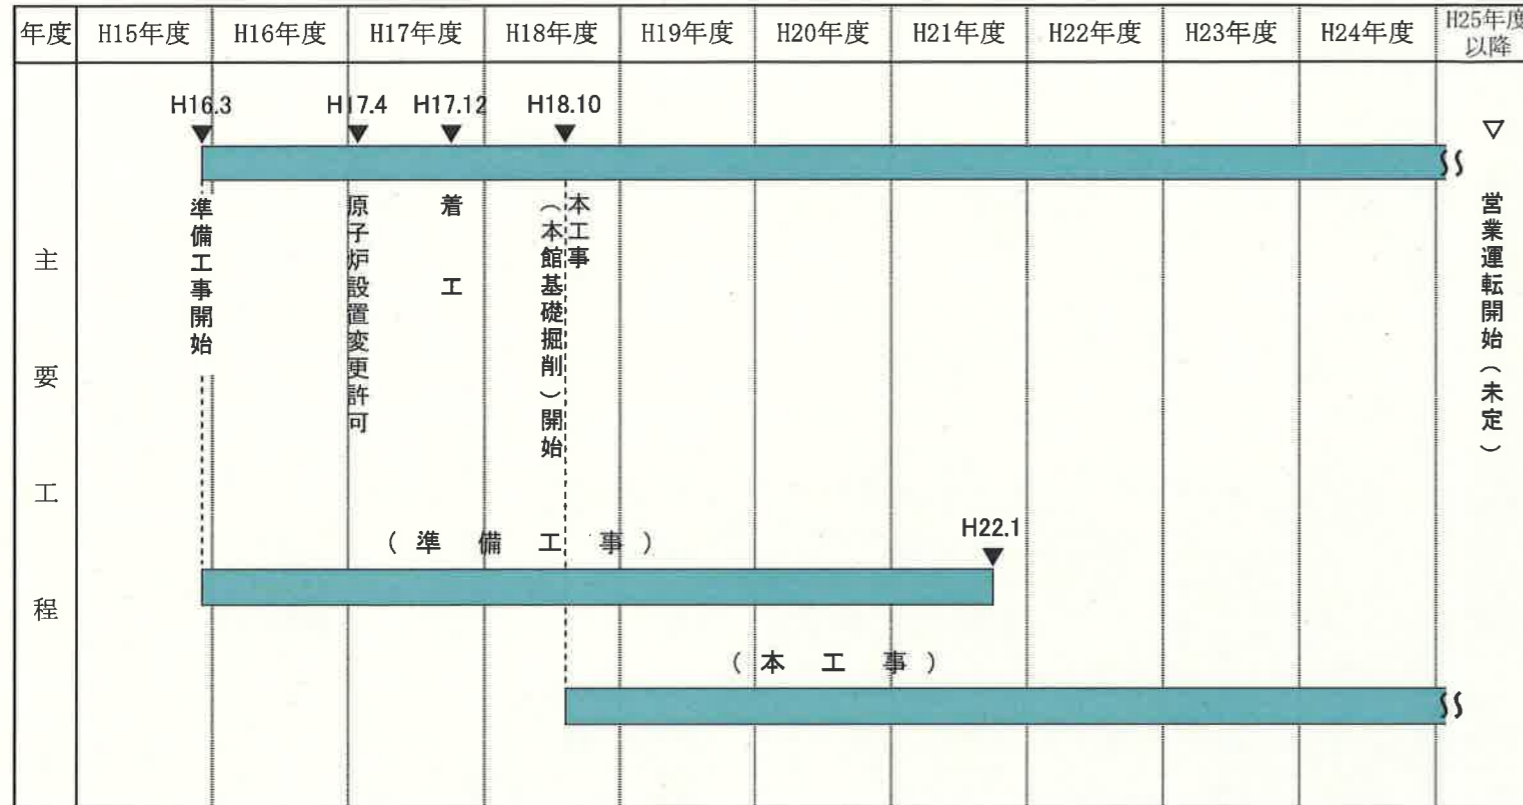 年度
H15年度
H16年度
H17年度
H18年度
H19年度
H20年度
H21年度
H22年度
H23年度
H24年度
H25年度
以降
主要工程
H16.3
H17.4
H17.12
H18.10
準備工事開始
原子炉設置変更許可
着工
本工事
（本館基礎掘削）開始
営業運転開始（未定）
(準備工事)
H22.1
(本工事)